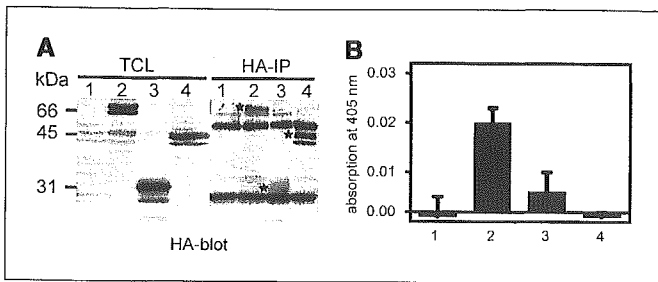 A
B
TCL
HA-IP
kDa
1 2 3 4
1 2 3 4
66
45
31
*
*
*
HA-blot
absorption at 405 nm
0.03
0.02
0.01
0.00
1 2 3 4